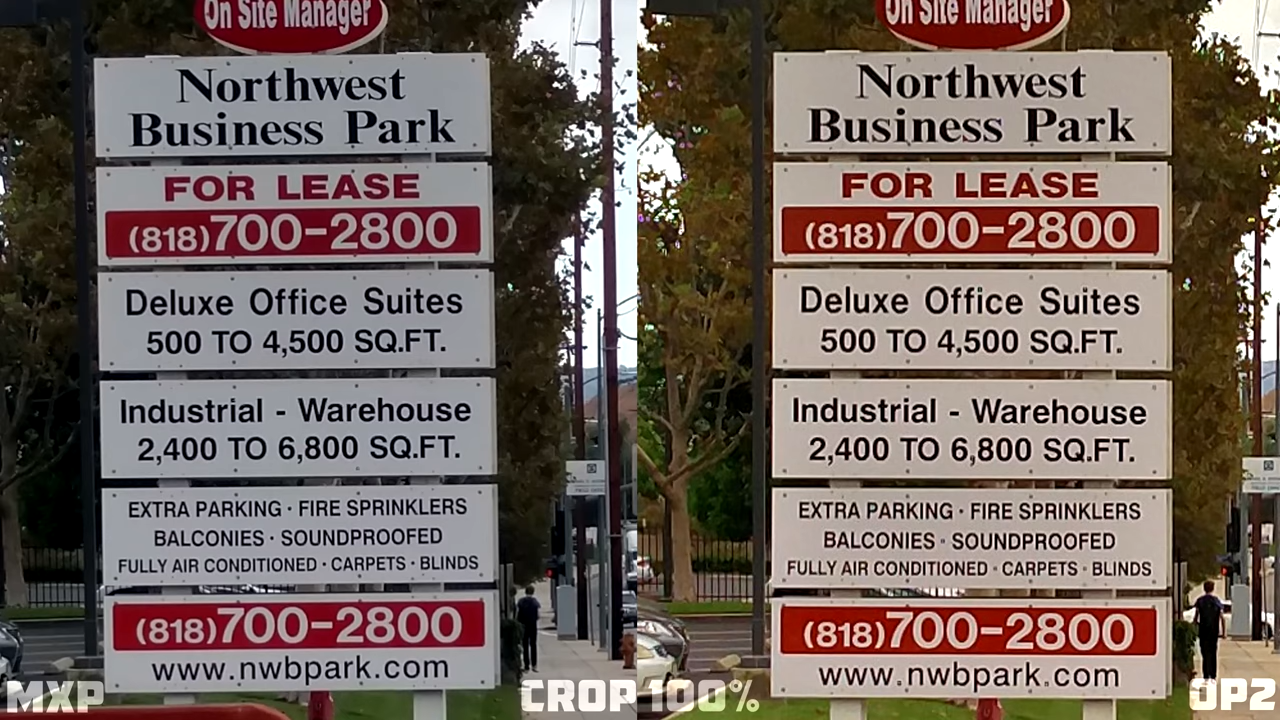 On Site Manager
Northwest
Business Park
FOR LEASE
(818)700-2800
Deluxe Office Suites
500 TO 4,500 SQ.FT.
Industrial - Warehouse
2,400 TO 6,800 SQ.FT.
EXTRA PARKING · FIRE SPRINKLERS
BALCONIES · SOUNDPROOFED
FULLY AIR CONDITIONED · CARPETS · BLINDS
(818)700-2800
www.nwbpark.com
On Site Manager
Northwest
Business Park
FOR LEASE
(818)700-2800
Deluxe Office Suites
500 TO 4,500 SQ.FT.
Industrial - Warehouse
2,400 TO 6,800 SQ.FT.
EXTRA PARKING · FIRE SPRINKLERS
BALCONIES · SOUNDPROOFED
FULLY AIR CONDITIONED · CARPETS · BLINDS
(818)700-2800
www.nwbpark.com
MXP CROP 100% OP2